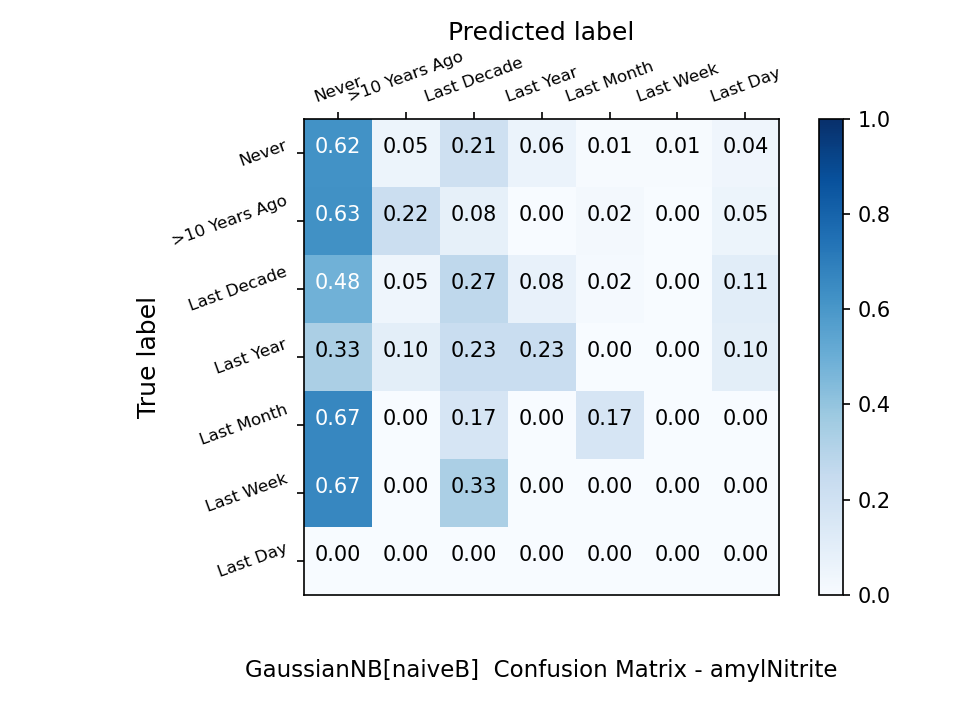 Predicted label
Never >10 Years Ago Last Decade Last Year Last Month Last Week Last Day
1.0
Never 0.62 0.05 0.21 0.06 0.01 0.01 0.04
0.8
>10 Years Ago 0.63 0.22 0.08 0.00 0.02 0.00 0.05
Last Decade 0.48 0.05 0.27 0.08 0.02 0.00 0.11
0.6
True label
Last Year 0.33 0.10 0.23 0.23 0.00 0.00 0.10
0.4
Last Month 0.67 0.00 0.17 0.00 0.17 0.00 0.00
Last Week 0.67 0.00 0.33 0.00 0.00 0.00 0.00
0.2
Last Day 0.00 0.00 0.00 0.00 0.00 0.00 0.00
0.0
GaussianNB[naiveB]  Confusion Matrix - amylNitrite